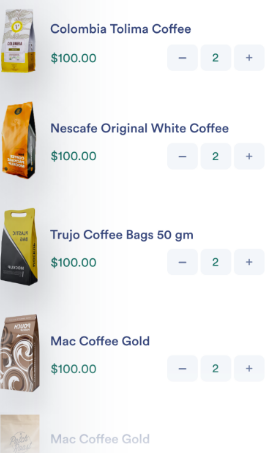 Colombia Tolima Coffee
$100.00
− 2 +
Nescafe Original White Coffee
$100.00
− 2 +
Trujo Coffee Bags 50 gm
$100.00
− 2 +
Mac Coffee Gold
$100.00
− 2 +
Mac Coffee Gold